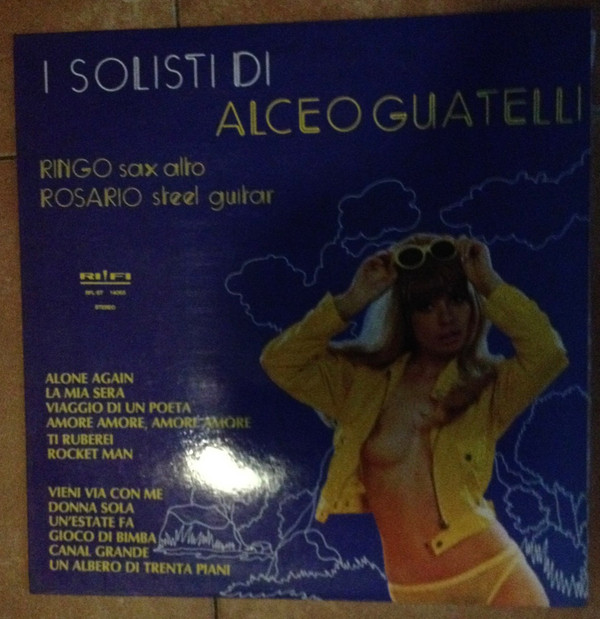 I SOLISTI DI
ALCEO GUATELLI
RINGO sax alto
ROSARIO steel guitar
RI!FI
STEREO
ALONE AGAIN
LA MIA SERA
VIAGGIO DI UN POETA
AMORE AMORE, AMORE AMORE
TI RUBEREI
ROCKET MAN
VIENI VIA CON ME
DONNA SOLA
UN'ESTATE FA
GIOCO DI BIMBA
CANAL GRANDE
UN ALBERO DI TRENTA PIANI